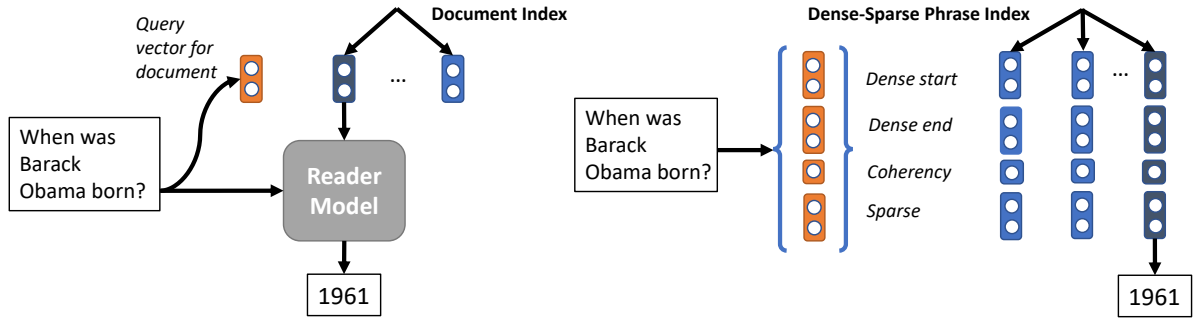 Document Index
Query
vector for
document
...
When was
Barack
Obama born?
Reader
Model
1961
Dense-Sparse Phrase Index
When was
Barack
Obama born?
Dense start
...
Dense end
Coherency
Sparse
1961